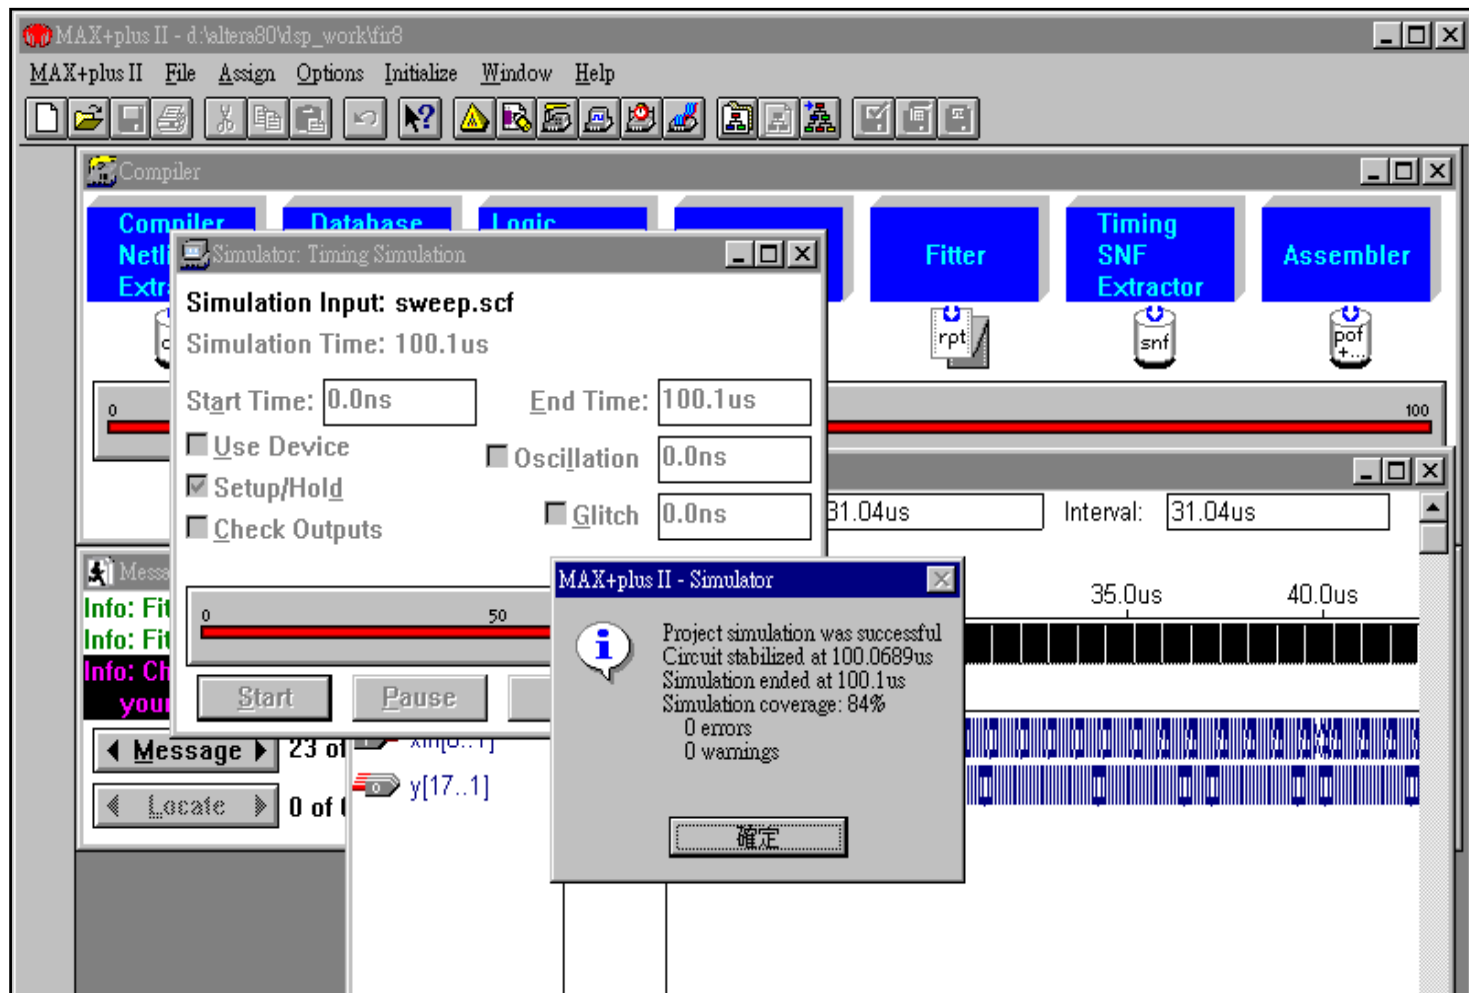 MAX+plus II - d:\altera80\dsp_work\fir8
MAX+plus II File Assign Options Initialize Window Help
Compiler
Compiler Database Logic
Fitter
Timing
SNF
Extractor
Assembler
rpt
snf
pof
+...
0 100
Simulator: Timing Simulation
Simulation Input: sweep.scf
Simulation Time: 100.1us
Start Time: 0.0ns End Time: 100.1us
Use Device
Oscillation 0.0ns
Setup/Hold
Glitch 0.0ns
Check Outputs
0 50
Start Pause
31.04us Interval: 31.04us
35.0us 40.0us
Info: Fit
Info: Fit
Info: Ch
your
Message 23 of
Locate 0 of
y[17..1]
MAX+plus II - Simulator
Project simulation was successful
Circuit stabilized at 100.0689us
Simulation ended at 100.1us
Simulation coverage: 84%
0 errors
0 warnings
確定